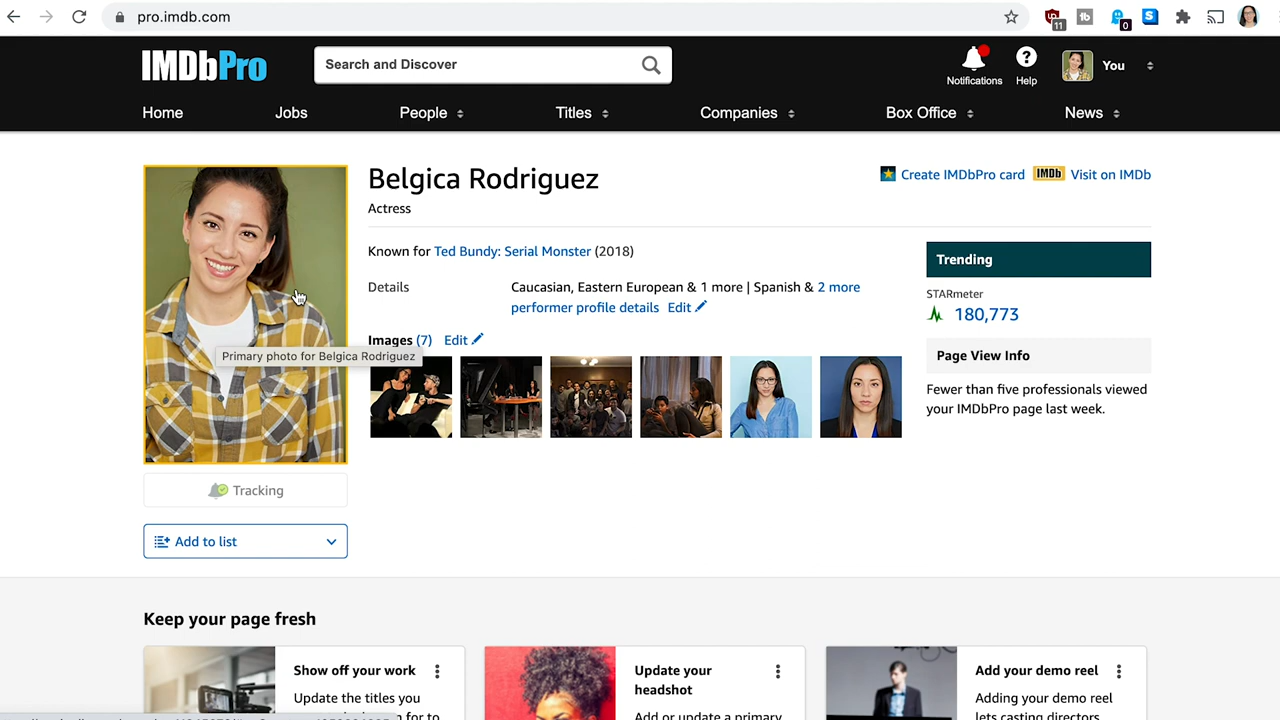 pro.imdb.com
11
0
IMDbPro
Search and Discover
Notifications
Help
You
Home
Jobs
People
Titles
Companies
Box Office
News
Belgica Rodriguez
Create IMDbPro card
IMDb
Visit on IMDb
Actress
Known for Ted Bundy: Serial Monster (2018)
Details
Caucasian, Eastern European & 1 more | Spanish & 2 more
performer profile details Edit
Images (7) Edit
Primary photo for Belgica Rodriguez
Trending
STARmeter
180,773
Page View Info
Fewer than five professionals viewed
your IMDbPro page last week.
Tracking
Add to list
Keep your page fresh
Show off your work
Update the titles you
Update your
headshot
Add or update a primary
Add your demo reel
Adding your demo reel
lets casting directors